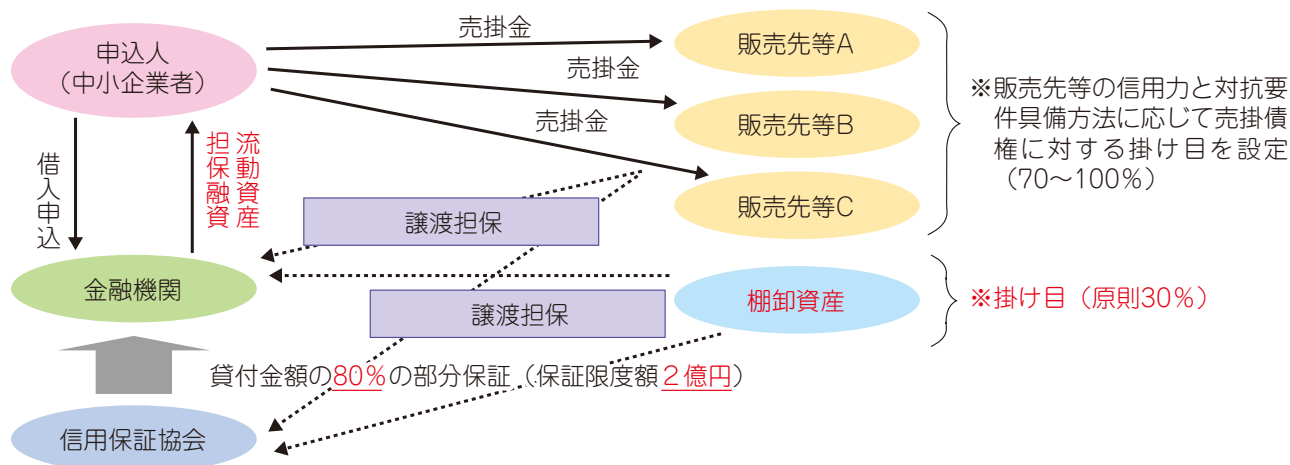 申込人
（中小企業者）
売掛金
売掛金
売掛金
販売先等A
販売先等B
販売先等C
※販売先等の信用力と対抗要
件具備方法に応じて売掛債
権に対する掛け目を設定
（70～100％）
借入申込
流動資産
担保融資
譲渡担保
金融機関
譲渡担保
棚卸資産
※掛け目（原則30％）
貸付金額の80％の部分保証（保証限度額２億円）
信用保証協会